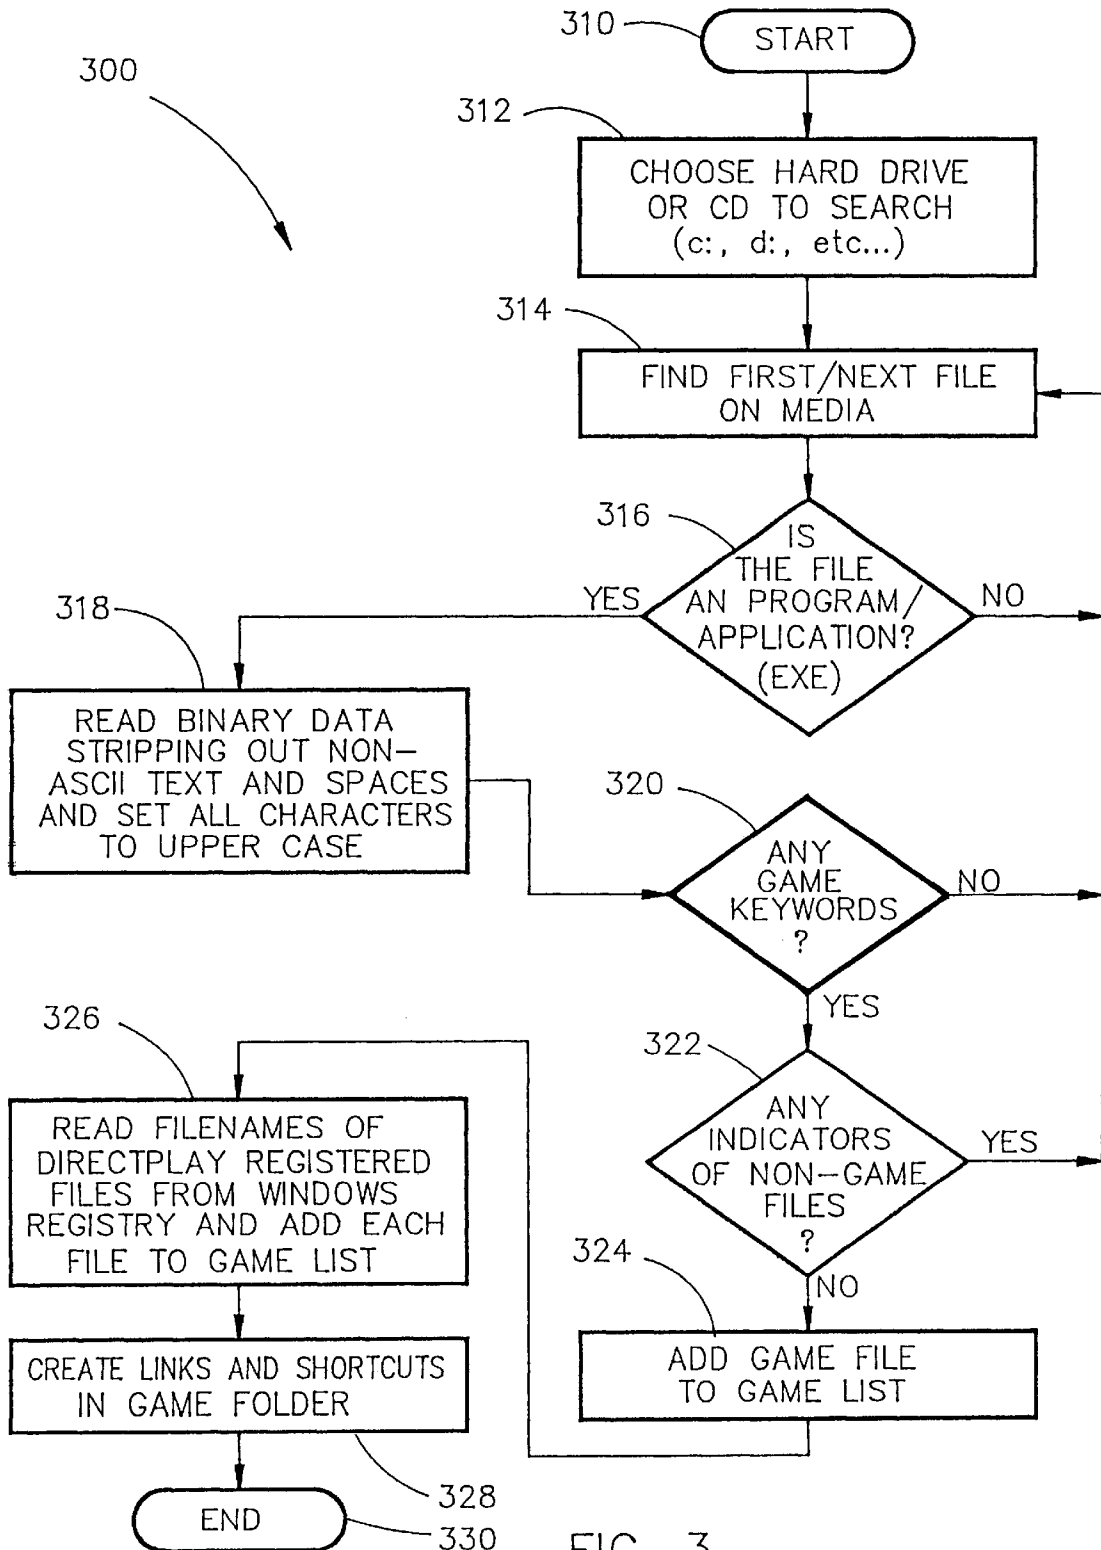 310
START
300
312
CHOOSE HARD DRIVE
OR CD TO SEARCH
(c:, d:, etc...)
314
FIND FIRST/NEXT FILE
ON MEDIA
316
IS
THE FILE
AN PROGRAM/
APPLICATION?
(EXE)
YES
NO
318
READ BINARY DATA
STRIPPING OUT NON-
ASCII TEXT AND SPACES
AND SET ALL CHARACTERS
TO UPPER CASE
320
ANY
GAME
KEYWORDS
?
NO
YES
322
ANY
INDICATORS
OF NON-GAME
FILES
?
YES
NO
324
ADD GAME FILE
TO GAME LIST
326
READ FILENAMES OF
DIRECTPLAY REGISTERED
FILES FROM WINDOWS
REGISTRY AND ADD EACH
FILE TO GAME LIST
CREATE LINKS AND SHORTCUTS
IN GAME FOLDER
328
END
330
FIG. 3